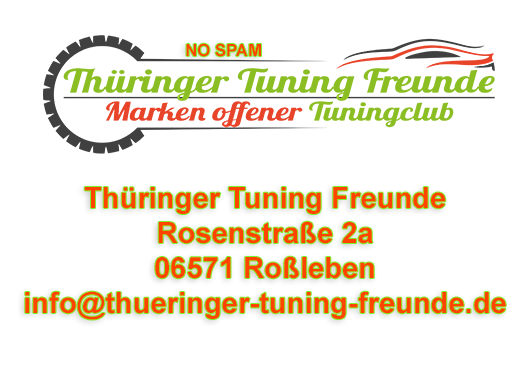 NO SPAM
Thüringer Tuning Freunde
Marken offener Tuningclub
Thüringer Tuning Freunde
Rosenstraße 2a
06571 Roßleben
info@thueringer-tuning-freunde.de